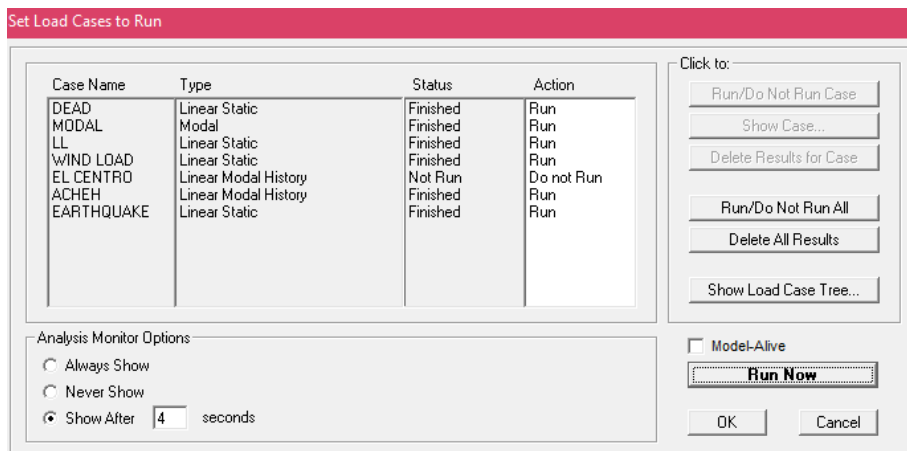 Set Load Cases to Run
Case Name Type Status Action
DEAD Linear Static Finished Run
MODAL Modal Finished Run
LL Linear Static Finished Run
WIND LOAD Linear Static Finished Run
EL CENTRO Linear Modal History Not Run Do not Run
ACHEH Linear Modal History Finished Run
EARTHQUAKE Linear Static Finished Run
Click to:
Run/Do Not Run Case
Show Case...
Delete Results for Case
Run/Do Not Run All
Delete All Results
Show Load Case Tree...
Analysis Monitor Options
Always Show
Never Show
Show After 4 seconds
Model-Alive
Run Now
OK Cancel